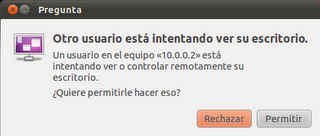 Pregunta
Otro usuario está intentando ver su escritorio.
Un usuario en el equipo «10.0.0.2» está
intentando ver o controlar remotamente su
escritorio.
¿Quiere permitirle hacer eso?
Rechazar Permitir